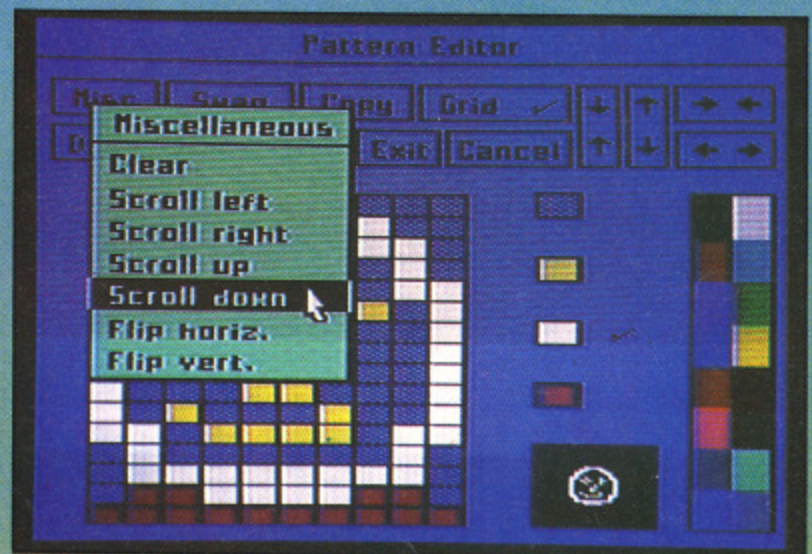 Pattern Editor
Misc Swap Copy Grid
Exit Cancel
Miscellaneous
Clear
Scroll left
Scroll right
Scroll up
Scroll down
Flip horiz.
Flip vert.